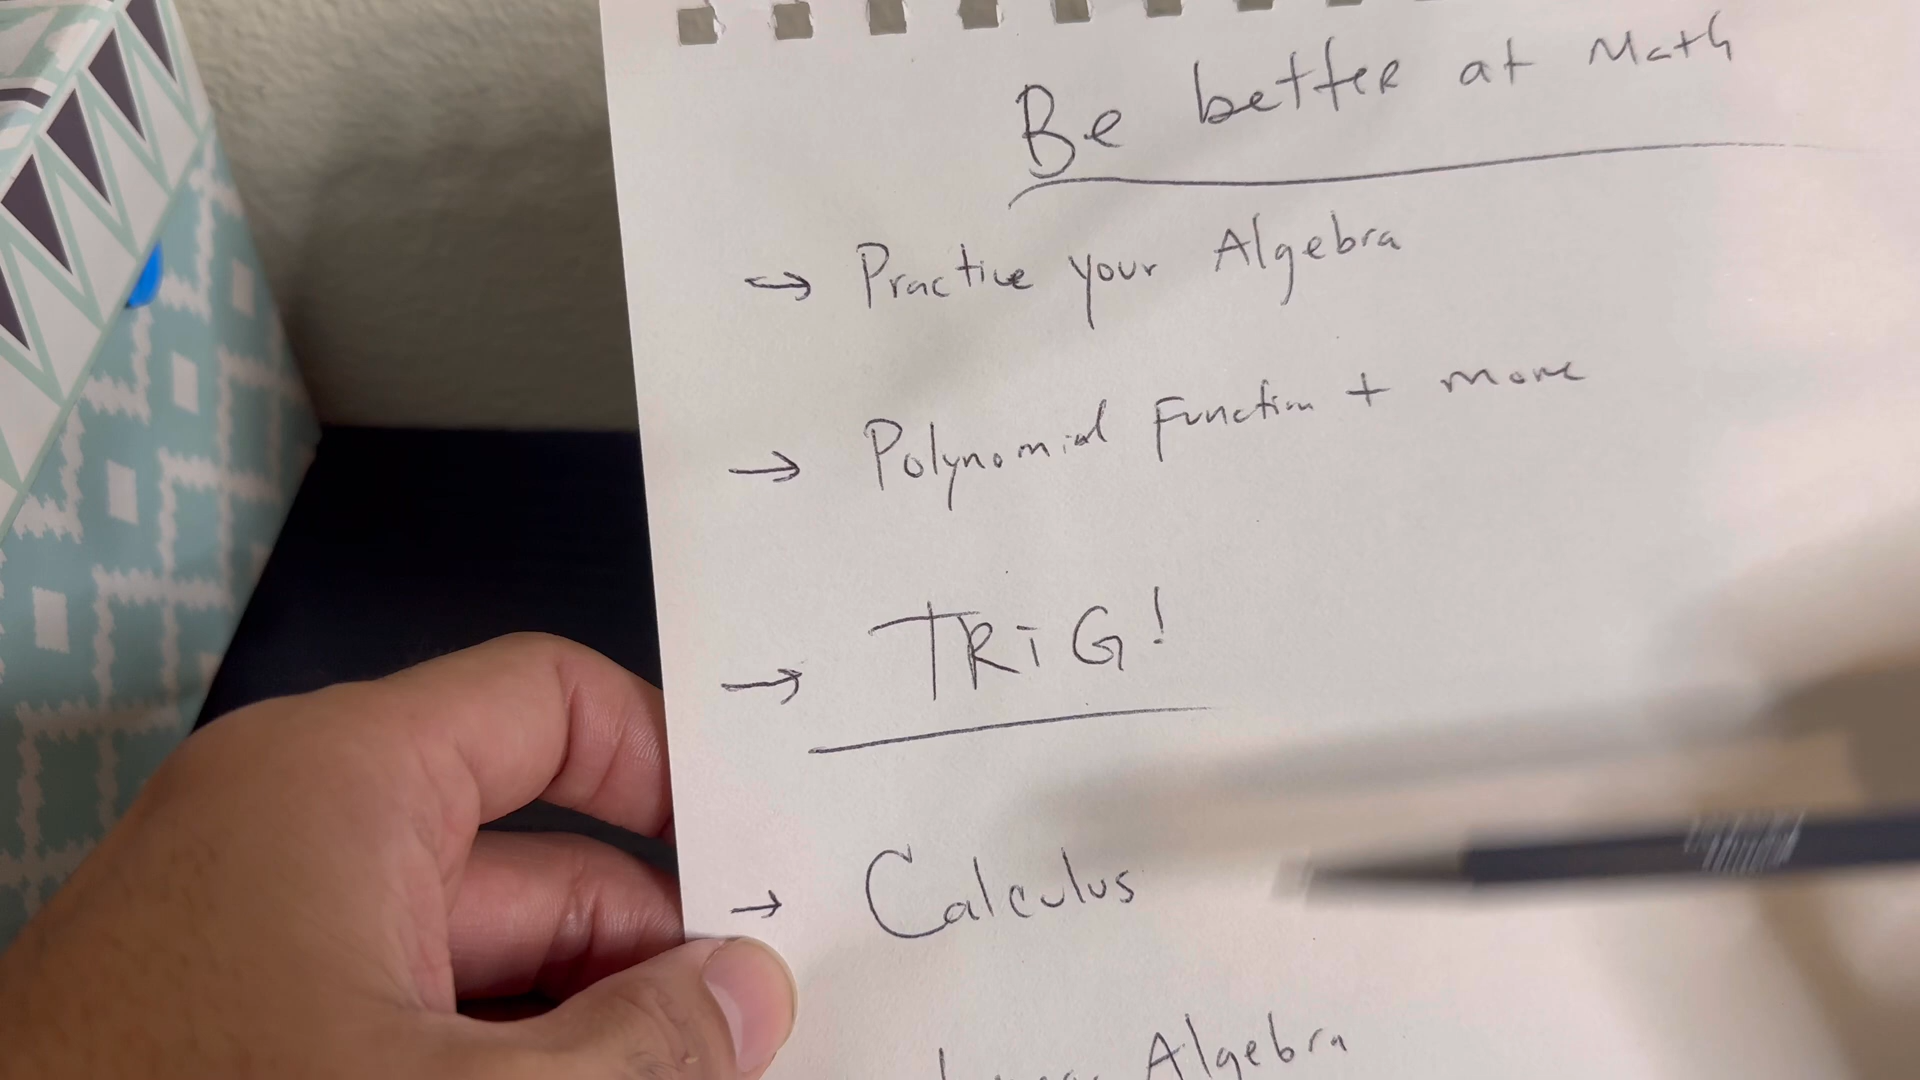 Be better at Math
→ Practice your Algebra
→ Polynomial Function + more
→ TRiG!
→ Calculus
Algebra